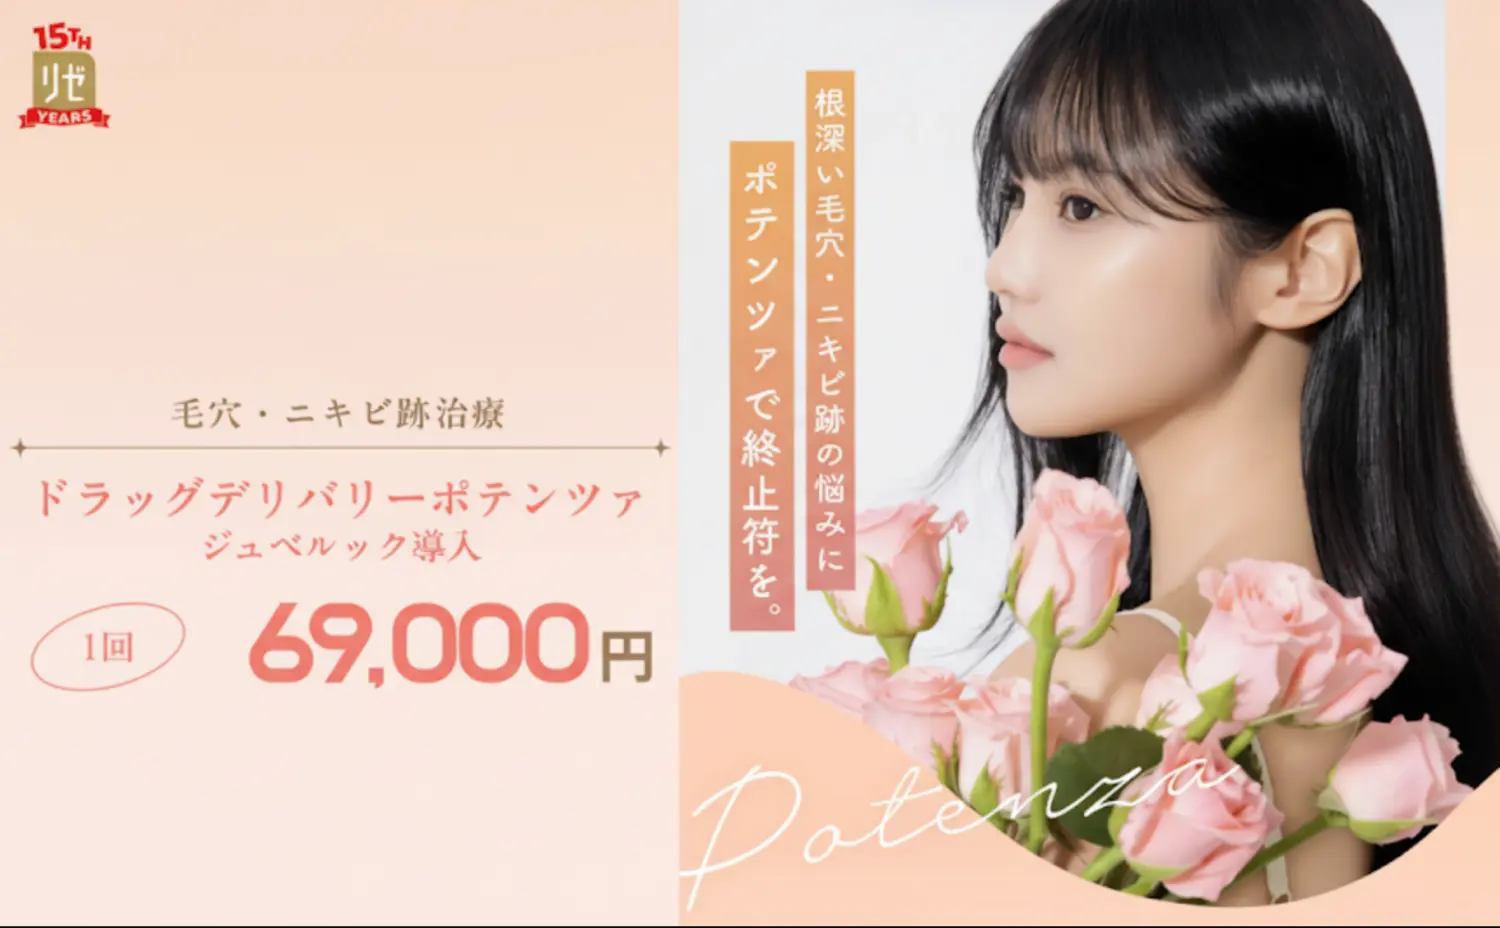 15TH
リゼ
YEARS
毛穴・ニキビ跡治療
ドラッグデリバリーポテンツァ
ジュベルック導入
1回
69,000円
根深い毛穴・ニキビ跡の悩みに
ポテンツァで終止符を。
Potenza